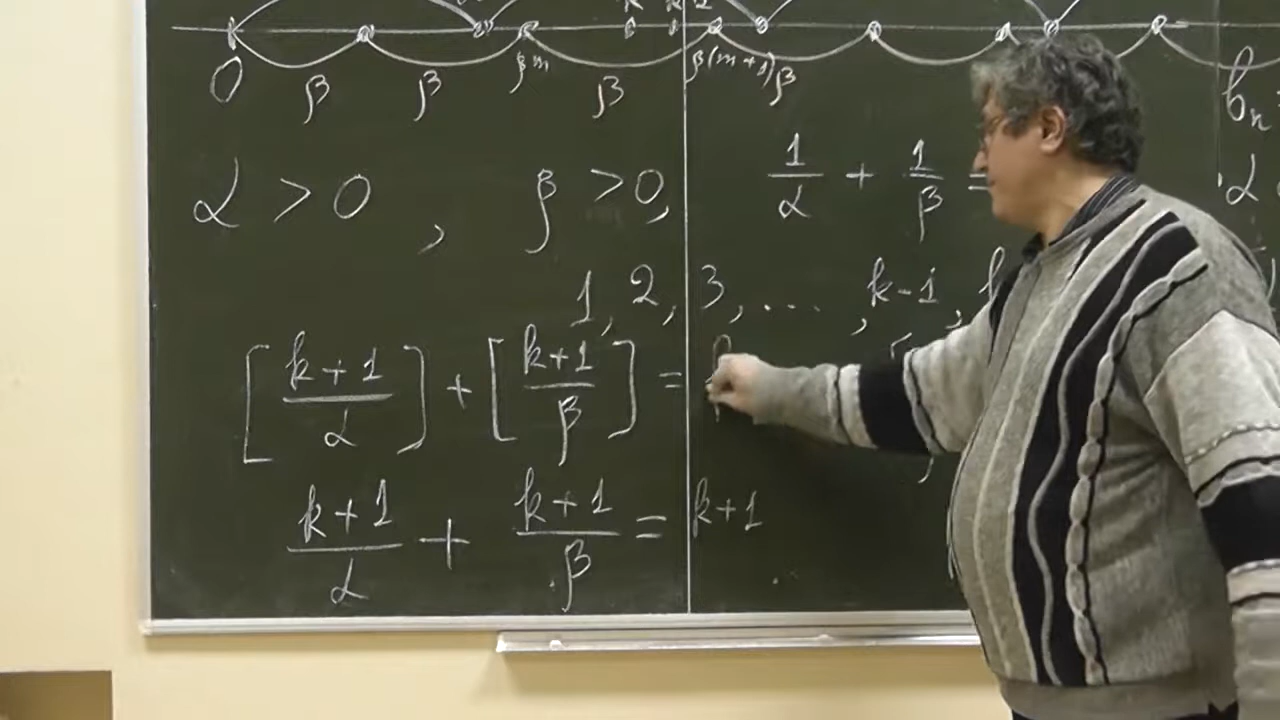 0 β β βm β β(m+1) β
bₙ
α > 0 , β > 0, 1/α + 1/β =
α
1, 2, 3, ... , k-1,
[(k+1)/α] + [(k+1)/β] =
(k+1)/α + (k+1)/β = k+1